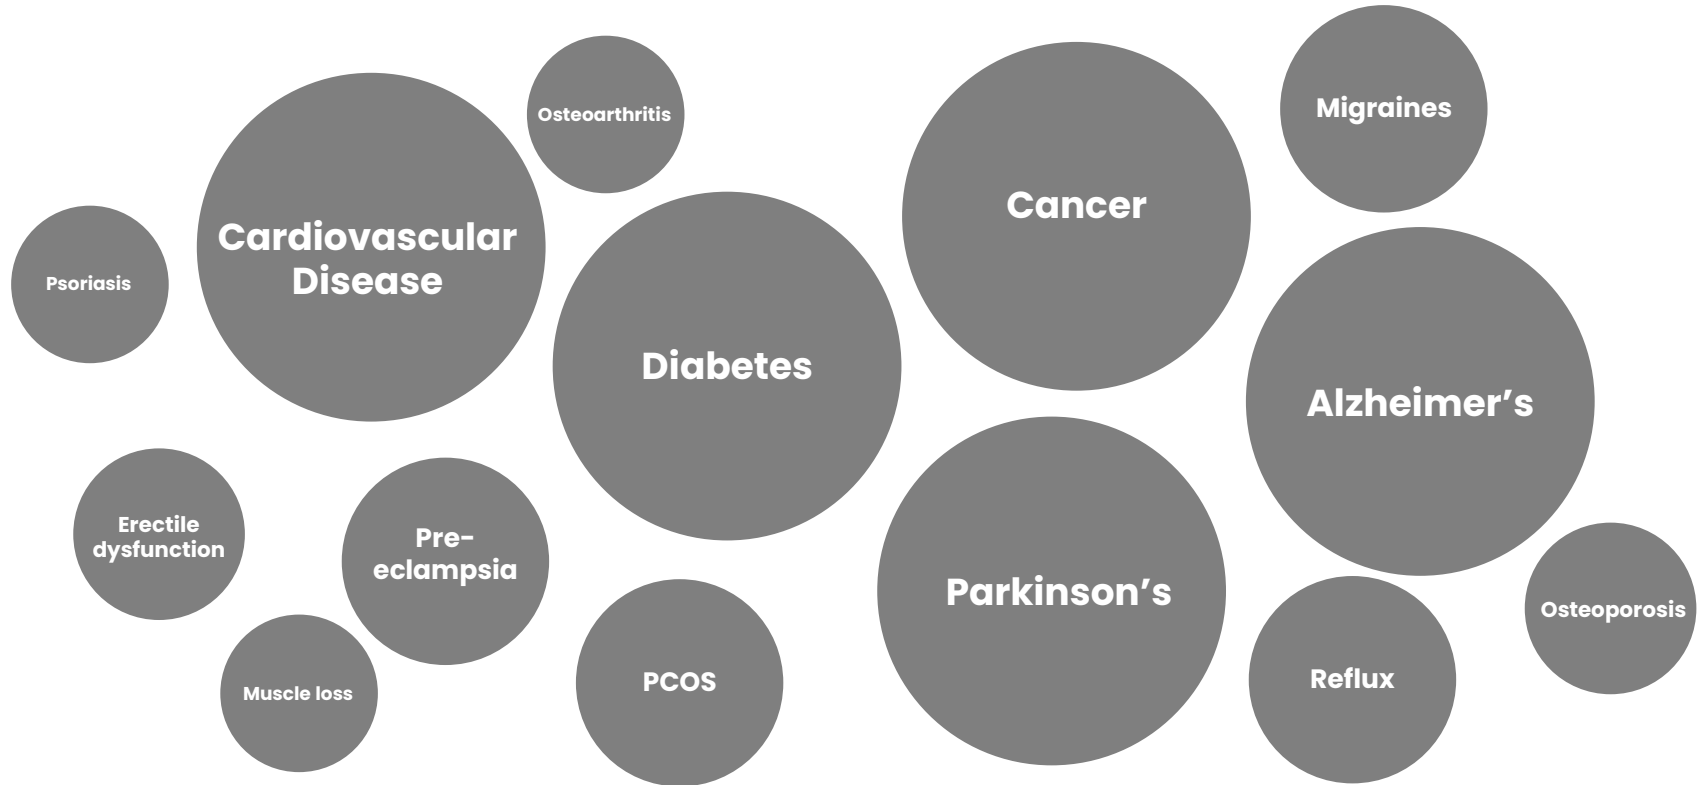 Migraines
Osteoarthritis
Cancer
Cardiovascular
Disease
Psoriasis
Diabetes
Alzheimer’s
Erectile
dysfunction
Pre-
eclampsia
Parkinson’s
Osteoporosis
Muscle loss
PCOS
Reflux